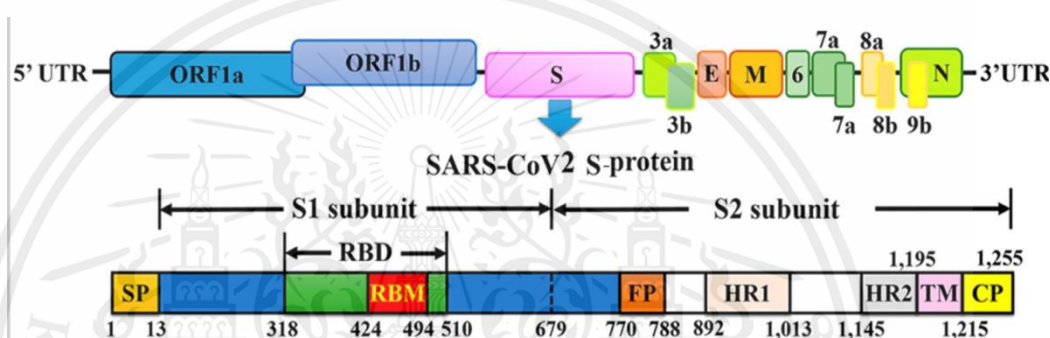 3a 7a 8a
5' UTR ORF1a ORF1b S E M 6 N 3'UTR
3b 7a 8b 9b
SARS-CoV2 S-protein
S1 subunit S2 subunit
RBD 1,195 1,255
SP RBM FP HR1 HR2 TM CP
1 13 318 424 494 510 679 770 788 892 1,013 1,145 1,215